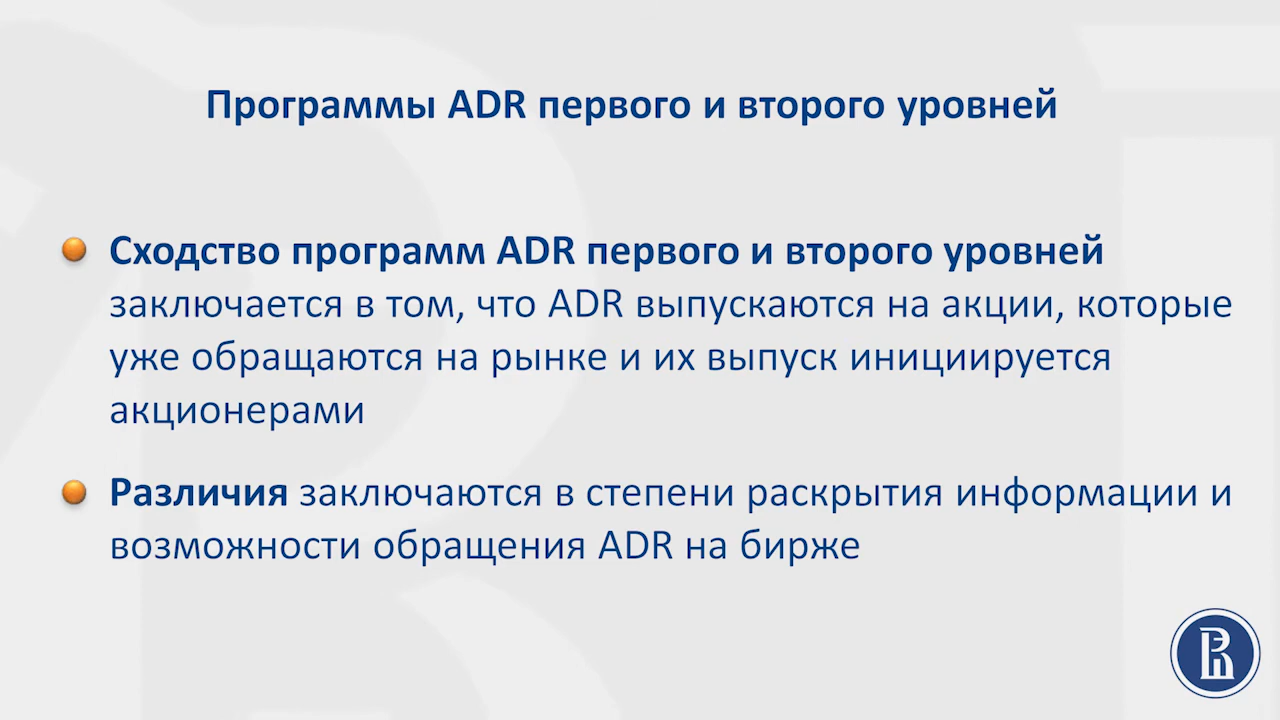 Программы ADR первого и второго уровней
Сходство программ ADR первого и второго уровней
заключается в том, что ADR выпускаются на акции, которые
уже обращаются на рынке и их выпуск инициируется
акционерами
Различия заключаются в степени раскрытия информации и
возможности обращения ADR на бирже